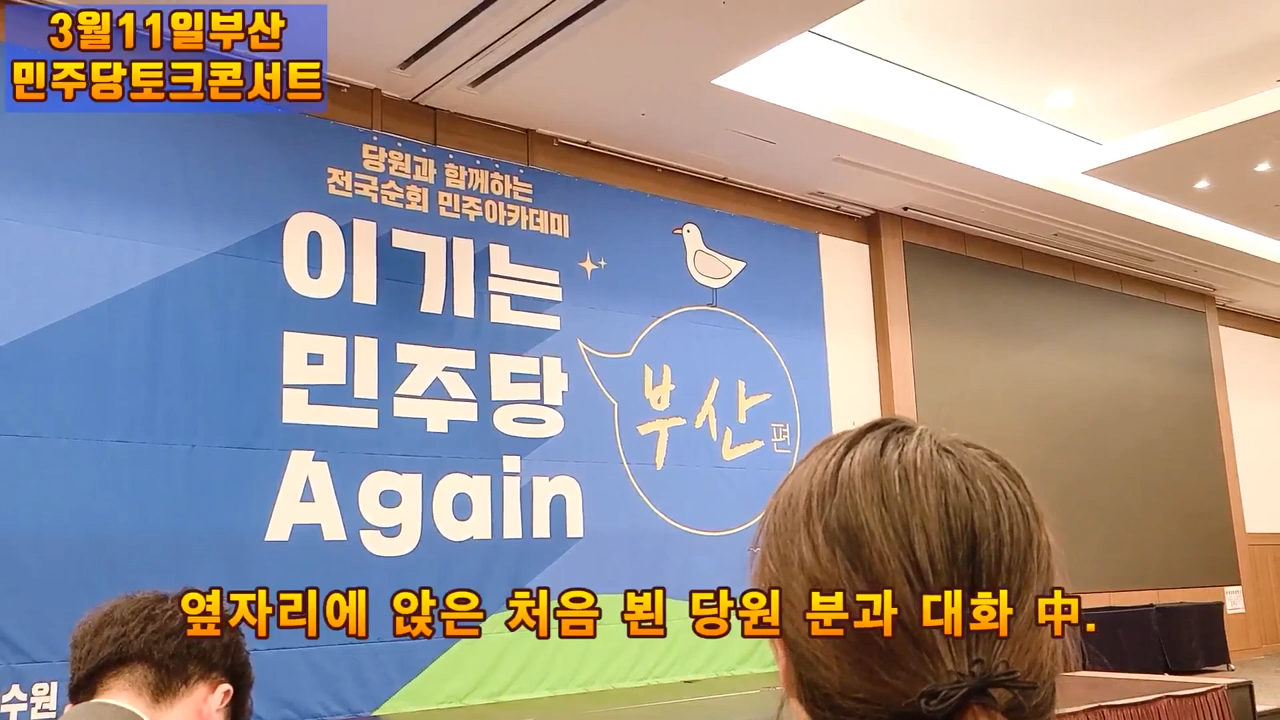 3월11일부산
민주당토크콘서트
당원과 함께하는
전국순회 민주아카데미
이기는
민주당
Again
부산편
옆자리에 앉은 처음 뵌 당원 분과 대화 中.
수원